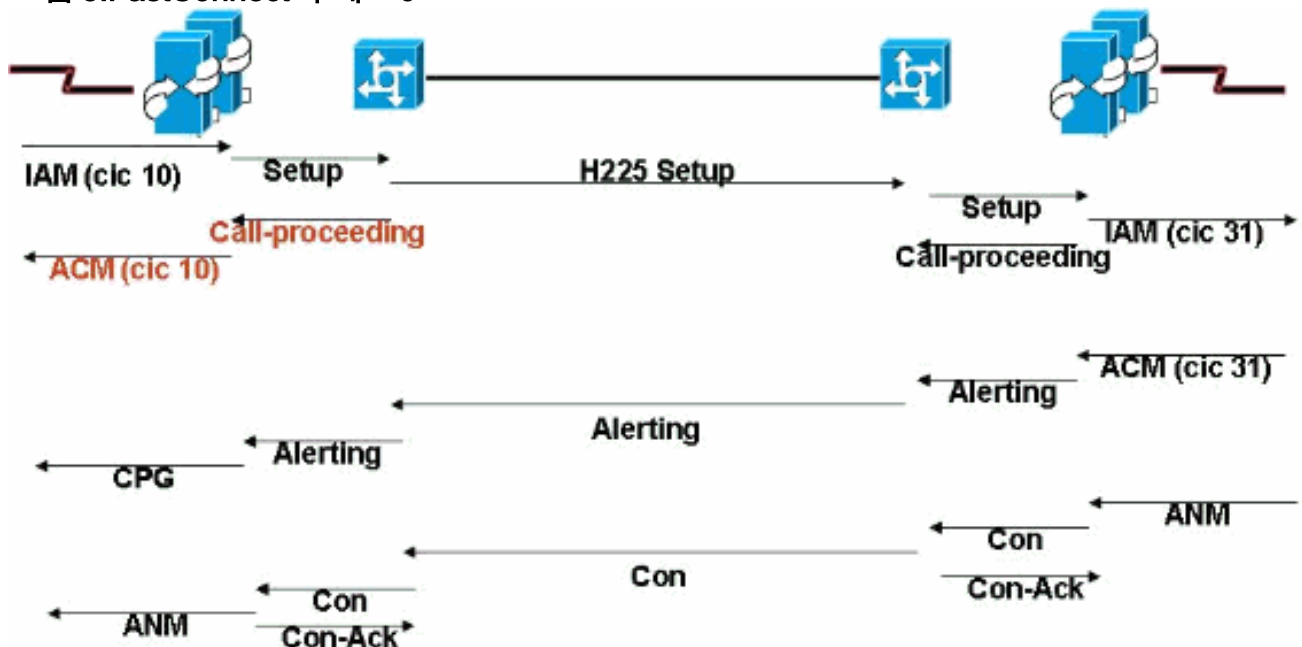 IAM (cic 10)
Setup
H225 Setup
Setup
IAM (cic 31)
Call-proceeding
Call-proceeding
ACM (cic 10)
ACM (cic 31)
Alerting
Alerting
Alerting
CPG
ANM
Con
Con
Con-Ack
Con
ANM
Con-Ack